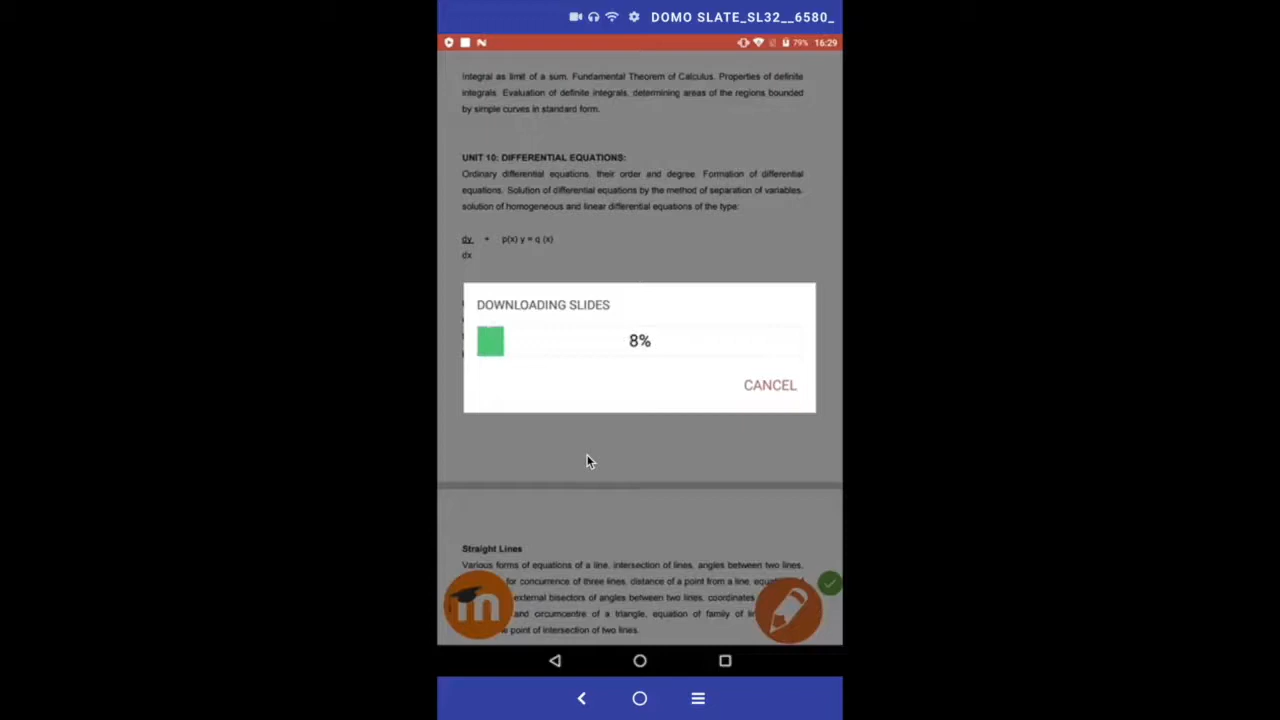 DOMO SLATE_SL32__6580_
79% 16:29
Integral as limit of a sum. Fundamental Theorem of Calculus. Properties of definite
integrals. Evaluation of definite integrals, determining areas of the regions bounded
by simple curves in standard form.
UNIT 10: DIFFERENTIAL EQUATIONS:
Ordinary differential equations, their order and degree. Formation of differential
equations. Solution of differential equations by the method of separation of variables,
solution of homogeneous and linear differential equations of the type:
dy + p(x) y = q (x)
dx
DOWNLOADING SLIDES
8%
CANCEL
Straight Lines
Various forms of equations of a line, intersection of lines, angles between two lines,
for concurrence of three lines, distance of a point from a line,
external bisectors of angles between two lines, coordinates
and circumcentre of a triangle, equation of family of
point of intersection of two lines.
m